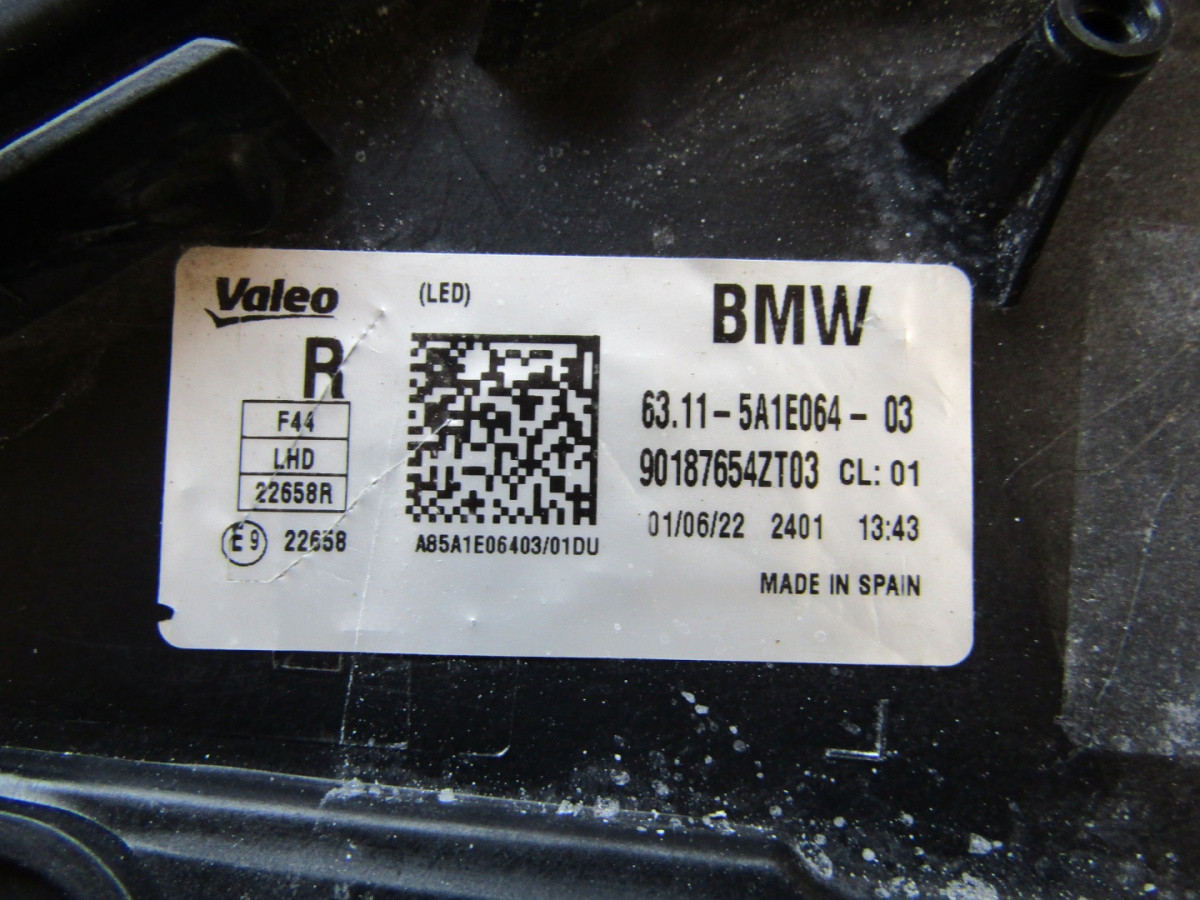 Valeo (LED) BMW
R
F44
LHD
22658R
E9 22658
A85A1E06403/01DU
63.11-5A1E064-03
90187654ZT03 CL: 01
01/06/22 2401 13:43
MADE IN SPAIN